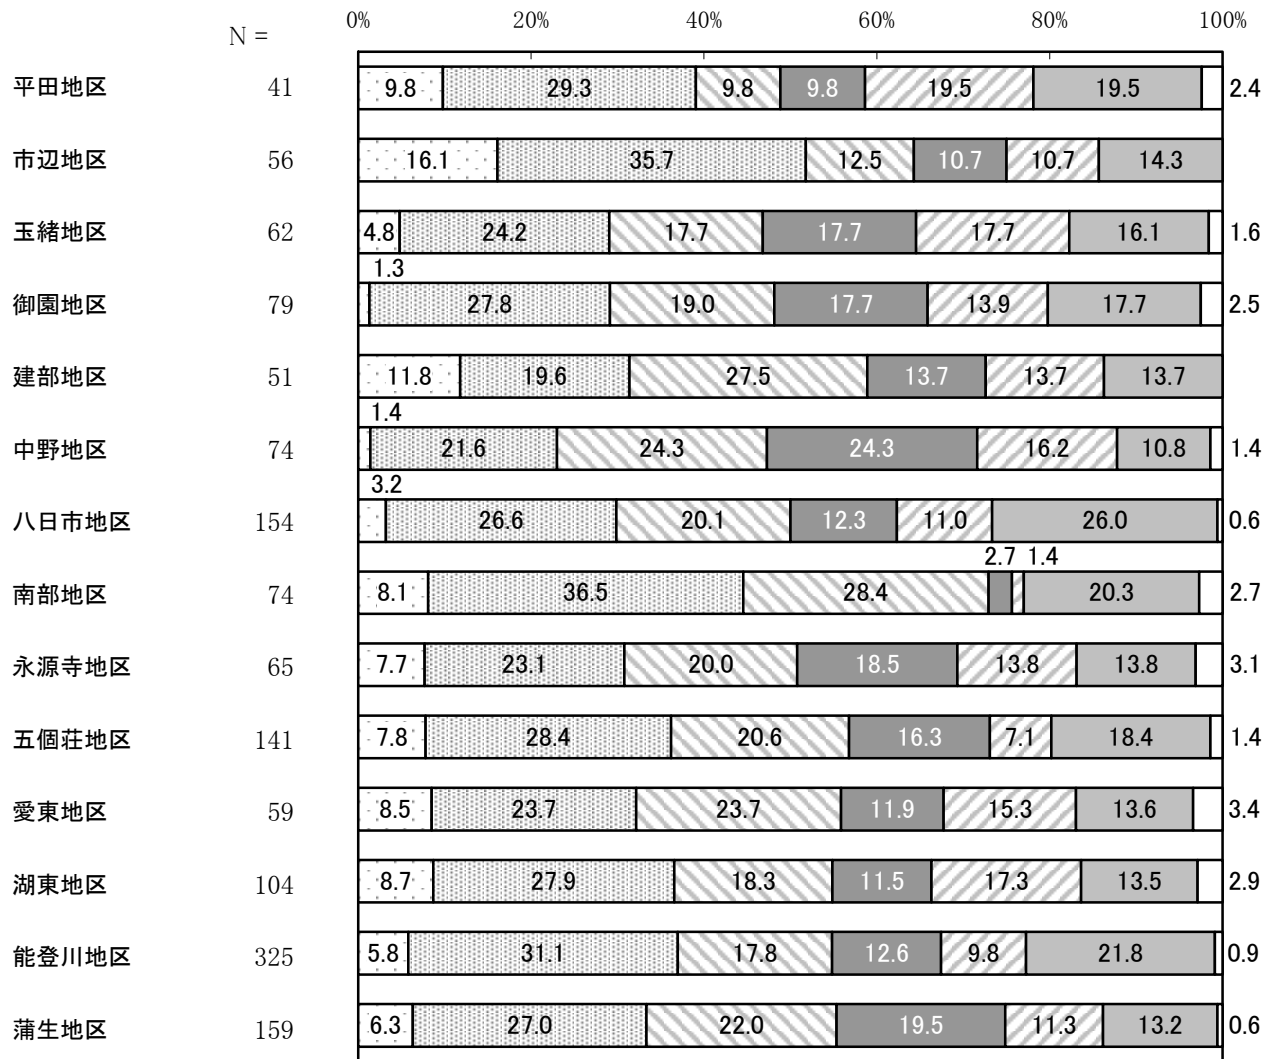 0% 20% 40% 60% 80% 100%
N =
平田地区 41 9.8 29.3 9.8 9.8 19.5 19.5 2.4
市辺地区 56 16.1 35.7 12.5 10.7 10.7 14.3
玉緒地区 62 4.8 24.2 17.7 17.7 17.7 16.1 1.6
1.3
御園地区 79 27.8 19.0 17.7 13.9 17.7 2.5
建部地区 51 11.8 19.6 27.5 13.7 13.7 13.7
1.4
中野地区 74 21.6 24.3 24.3 16.2 10.8 1.4
3.2
八日市地区 154 26.6 20.1 12.3 11.0 26.0 0.6
2.7 1.4
南部地区 74 8.1 36.5 28.4 20.3 2.7
永源寺地区 65 7.7 23.1 20.0 18.5 13.8 13.8 3.1
五個荘地区 141 7.8 28.4 20.6 16.3 7.1 18.4 1.4
愛東地区 59 8.5 23.7 23.7 11.9 15.3 13.6 3.4
湖東地区 104 8.7 27.9 18.3 11.5 17.3 13.5 2.9
能登川地区 325 5.8 31.1 17.8 12.6 9.8 21.8 0.9
蒲生地区 159 6.3 27.0 22.0 19.5 11.3 13.2 0.6